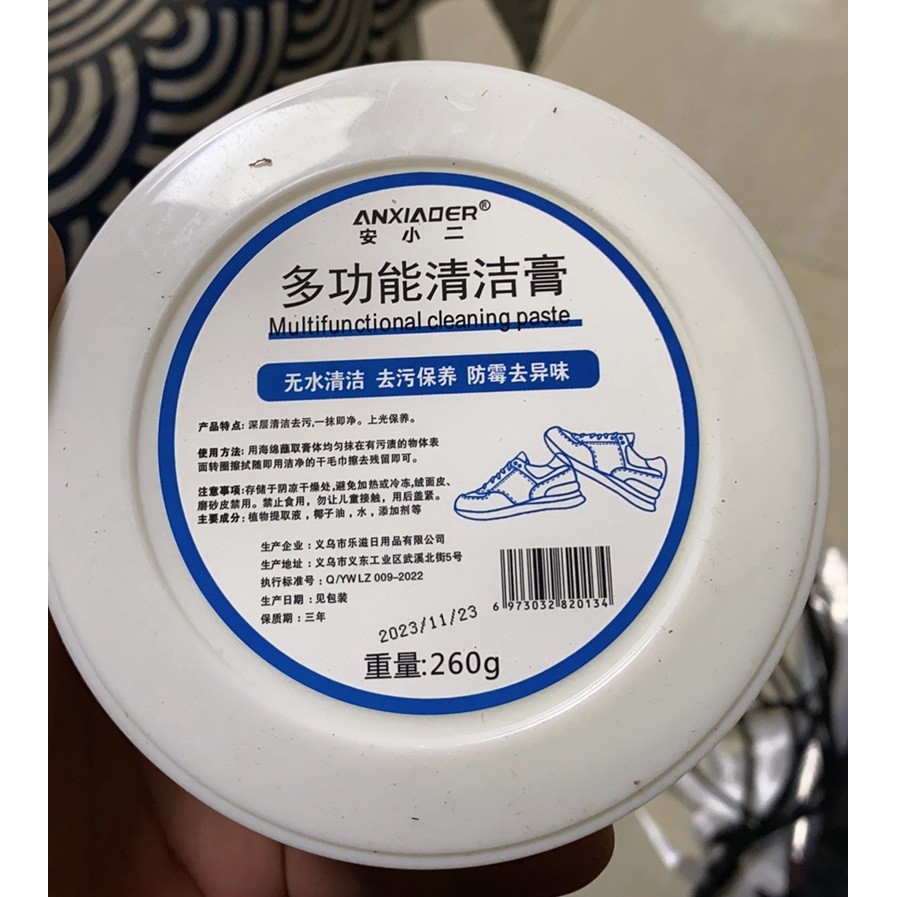 ANXIAOER®
安小二
多功能清洁膏
Multifunctional cleaning paste
无水清洁 去污保养 防霉去异味
产品特点: 深层清洁去污,一抹即净。上光保养。
使用方法: 用海绵蘸取膏体均匀抹在有污渍的物体表
面转圈擦拭随即用洁净的干毛巾擦去残留即可。
注意事项:存储于阴凉干燥处,避免加热或冷冻,绒面皮、
磨砂皮禁用。禁止食用，勿让儿童接触，用后盖紧。
主要成分: 植物提取液，椰子油，水，添加剂等
生产企业：义乌市乐滋日用品有限公司
生产地址：义乌市义东工业区武溪北街5号
执行标准号：Q/YWLZ 009-2022
生产日期：见包装
保质期：三年
2023/11/23
6 973032 820134
重量:260g